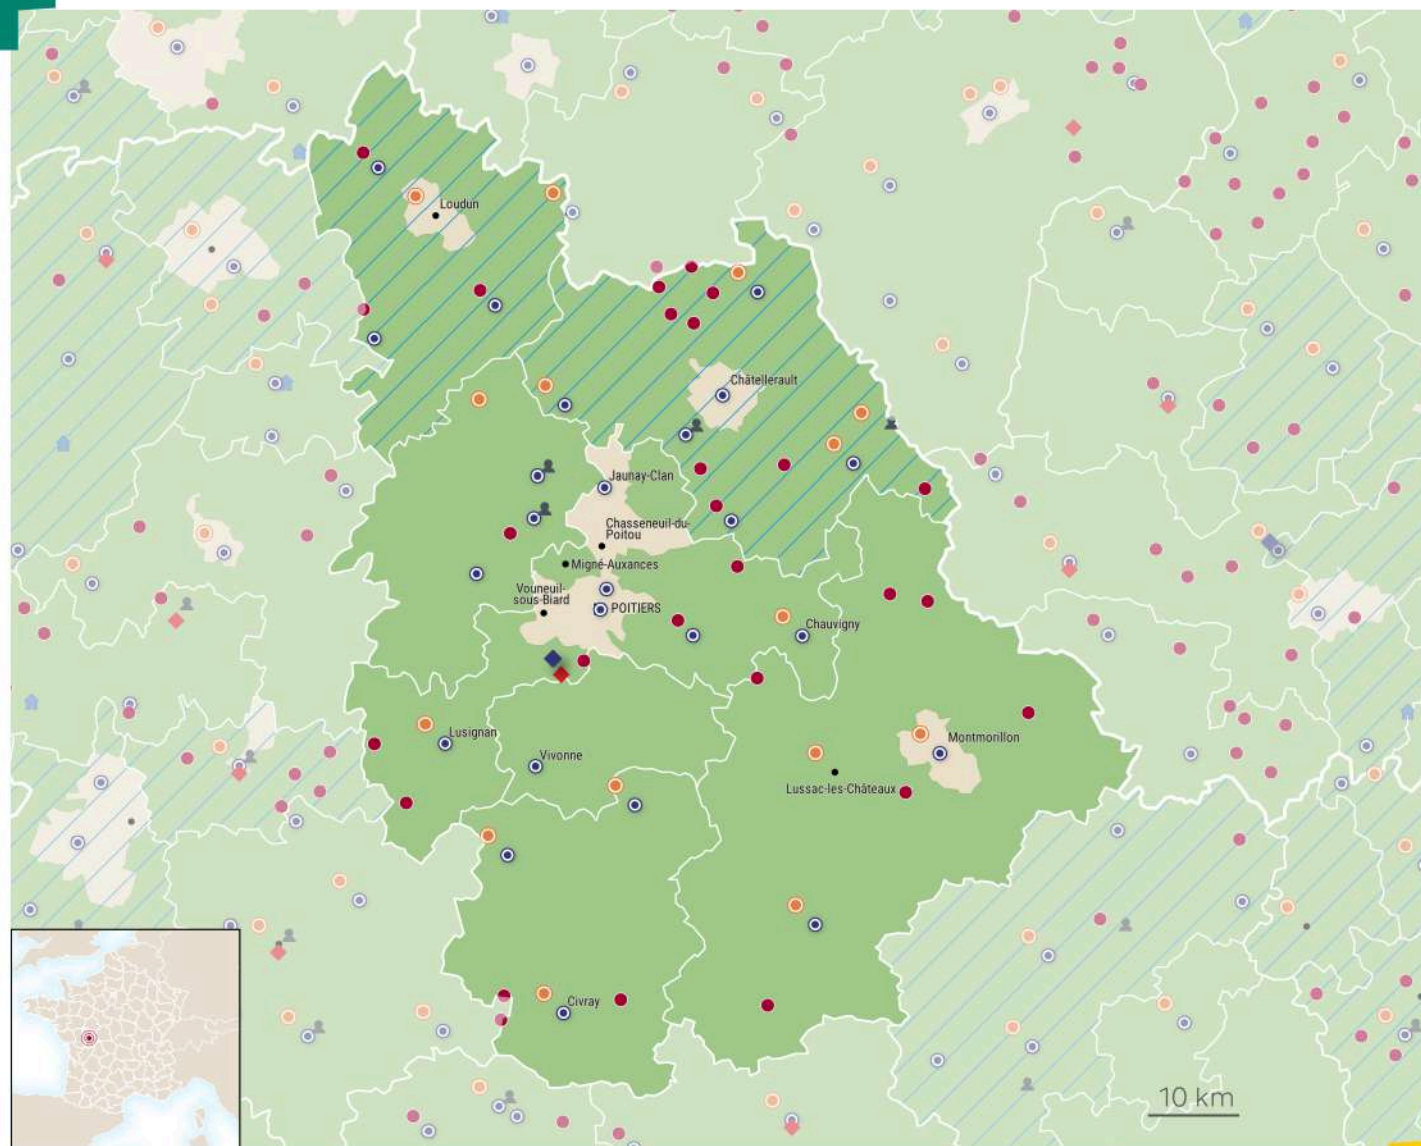 Loudun
Châtellerault
Jaunay-Clan
Chasseneuil-du-
Poitou
Migné-Auxances
Vouneuil-
sous-Biard
POITIERS
Chauvigny
Lusignan
Vivonne
Montmorillon
Lussac-les-Châteaux
Civray
10 km